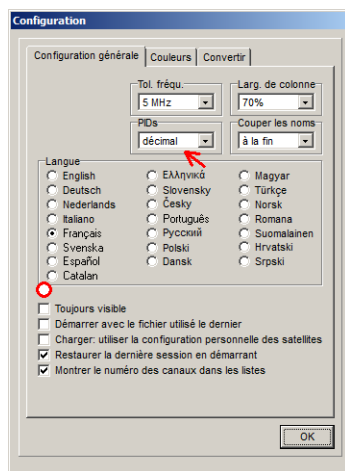 Configuration
Configuration générale Couleurs Convertir
Tol. fréqu. Larg. de colonne
5 MHz 70%
PIDs Couper les noms
décimal à la fin
Langue
English Ελληνικά Magyar
Deutsch Slovensky Türkçe
Nederlands Česky Norsk
Italiano Português Romana
Français Русский Suomalainen
Svenska Polski Hrvatski
Español Dansk Srpski
Catalan
Toujours visible
Démarrer avec le fichier utilisé le dernier
Charger: utiliser la configuration personnelle des satellites
Restaurer la dernière session en démarrant
Montrer le numéro des canaux dans les listes
OK